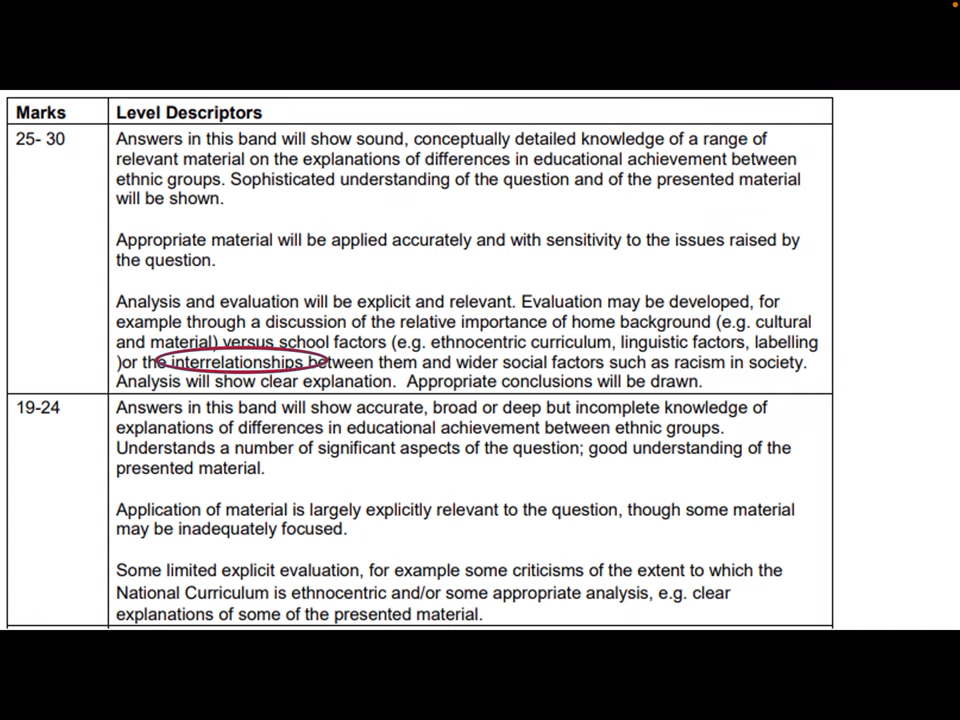 Marks Level Descriptors
25- 30 Answers in this band will show sound, conceptually detailed knowledge of a range of
relevant material on the explanations of differences in educational achievement between
ethnic groups. Sophisticated understanding of the question and of the presented material
will be shown.
Appropriate material will be applied accurately and with sensitivity to the issues raised by
the question.
Analysis and evaluation will be explicit and relevant. Evaluation may be developed, for
example through a discussion of the relative importance of home background (e.g. cultural
and material) versus school factors (e.g. ethnocentric curriculum, linguistic factors, labelling
)or the interrelationships between them and wider social factors such as racism in society.
Analysis will show clear explanation. Appropriate conclusions will be drawn.
19-24 Answers in this band will show accurate, broad or deep but incomplete knowledge of
explanations of differences in educational achievement between ethnic groups.
Understands a number of significant aspects of the question; good understanding of the
presented material.
Application of material is largely explicitly relevant to the question, though some material
may be inadequately focused.
Some limited explicit evaluation, for example some criticisms of the extent to which the
National Curriculum is ethnocentric and/or some appropriate analysis, e.g. clear
explanations of some of the presented material.